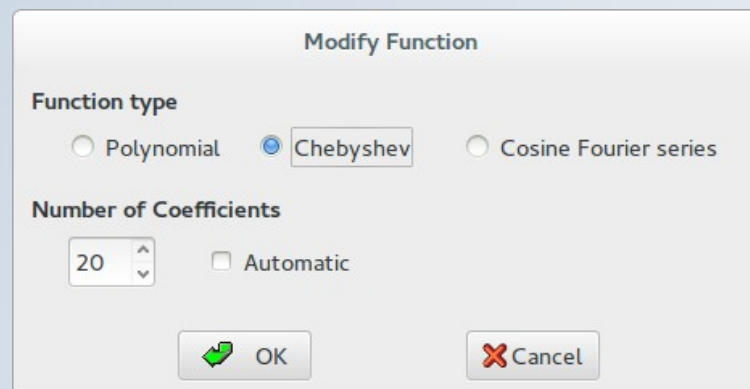 Modify Function
Function type
Polynomial Chebyshev Cosine Fourier series
Number of Coefficients
20 Automatic
OK Cancel